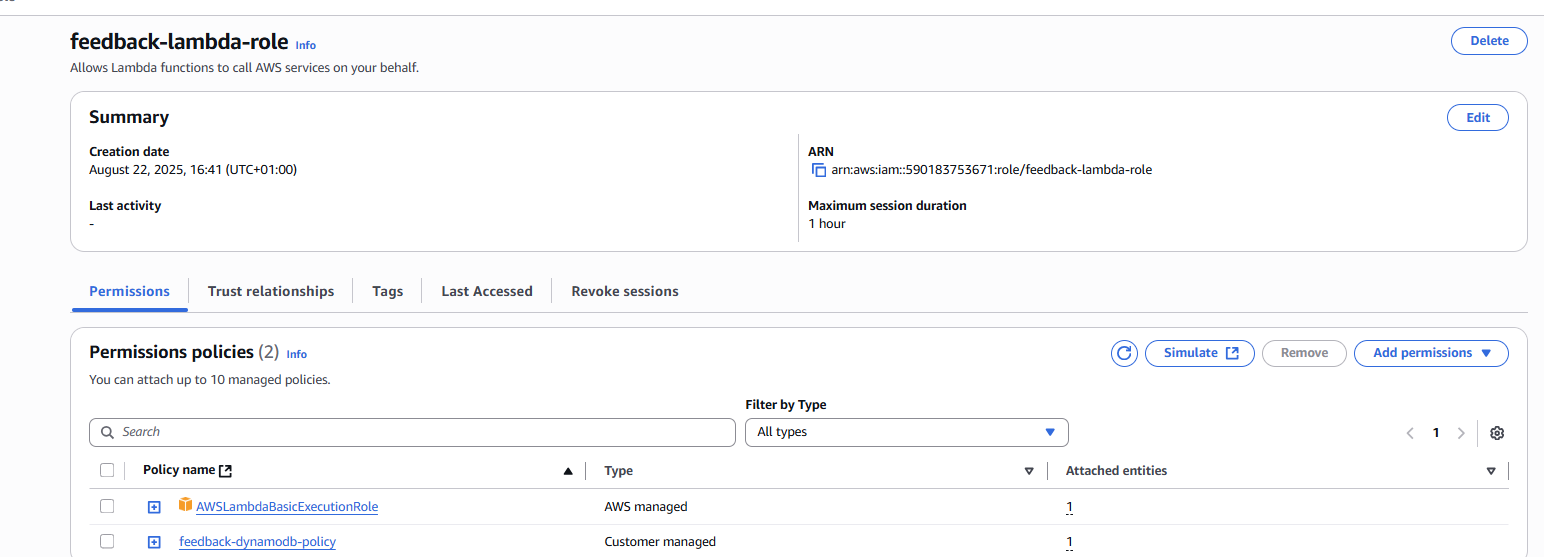 feedback-lambda-role Info
Delete
Allows Lambda functions to call AWS services on your behalf.
Summary
Edit
Creation date
August 22, 2025, 16:41 (UTC+01:00)
ARN
arn:aws:iam::590183753671:role/feedback-lambda-role
Last activity
-
Maximum session duration
1 hour
Permissions
Trust relationships
Tags
Last Accessed
Revoke sessions
Permissions policies (2) Info
Simulate
Remove
Add permissions
You can attach up to 10 managed policies.
Filter by Type
Search
All types
1
Policy name
Type
Attached entities
AWSLambdaBasicExecutionRole
AWS managed
1
feedback-dynamodb-policy
Customer managed
1